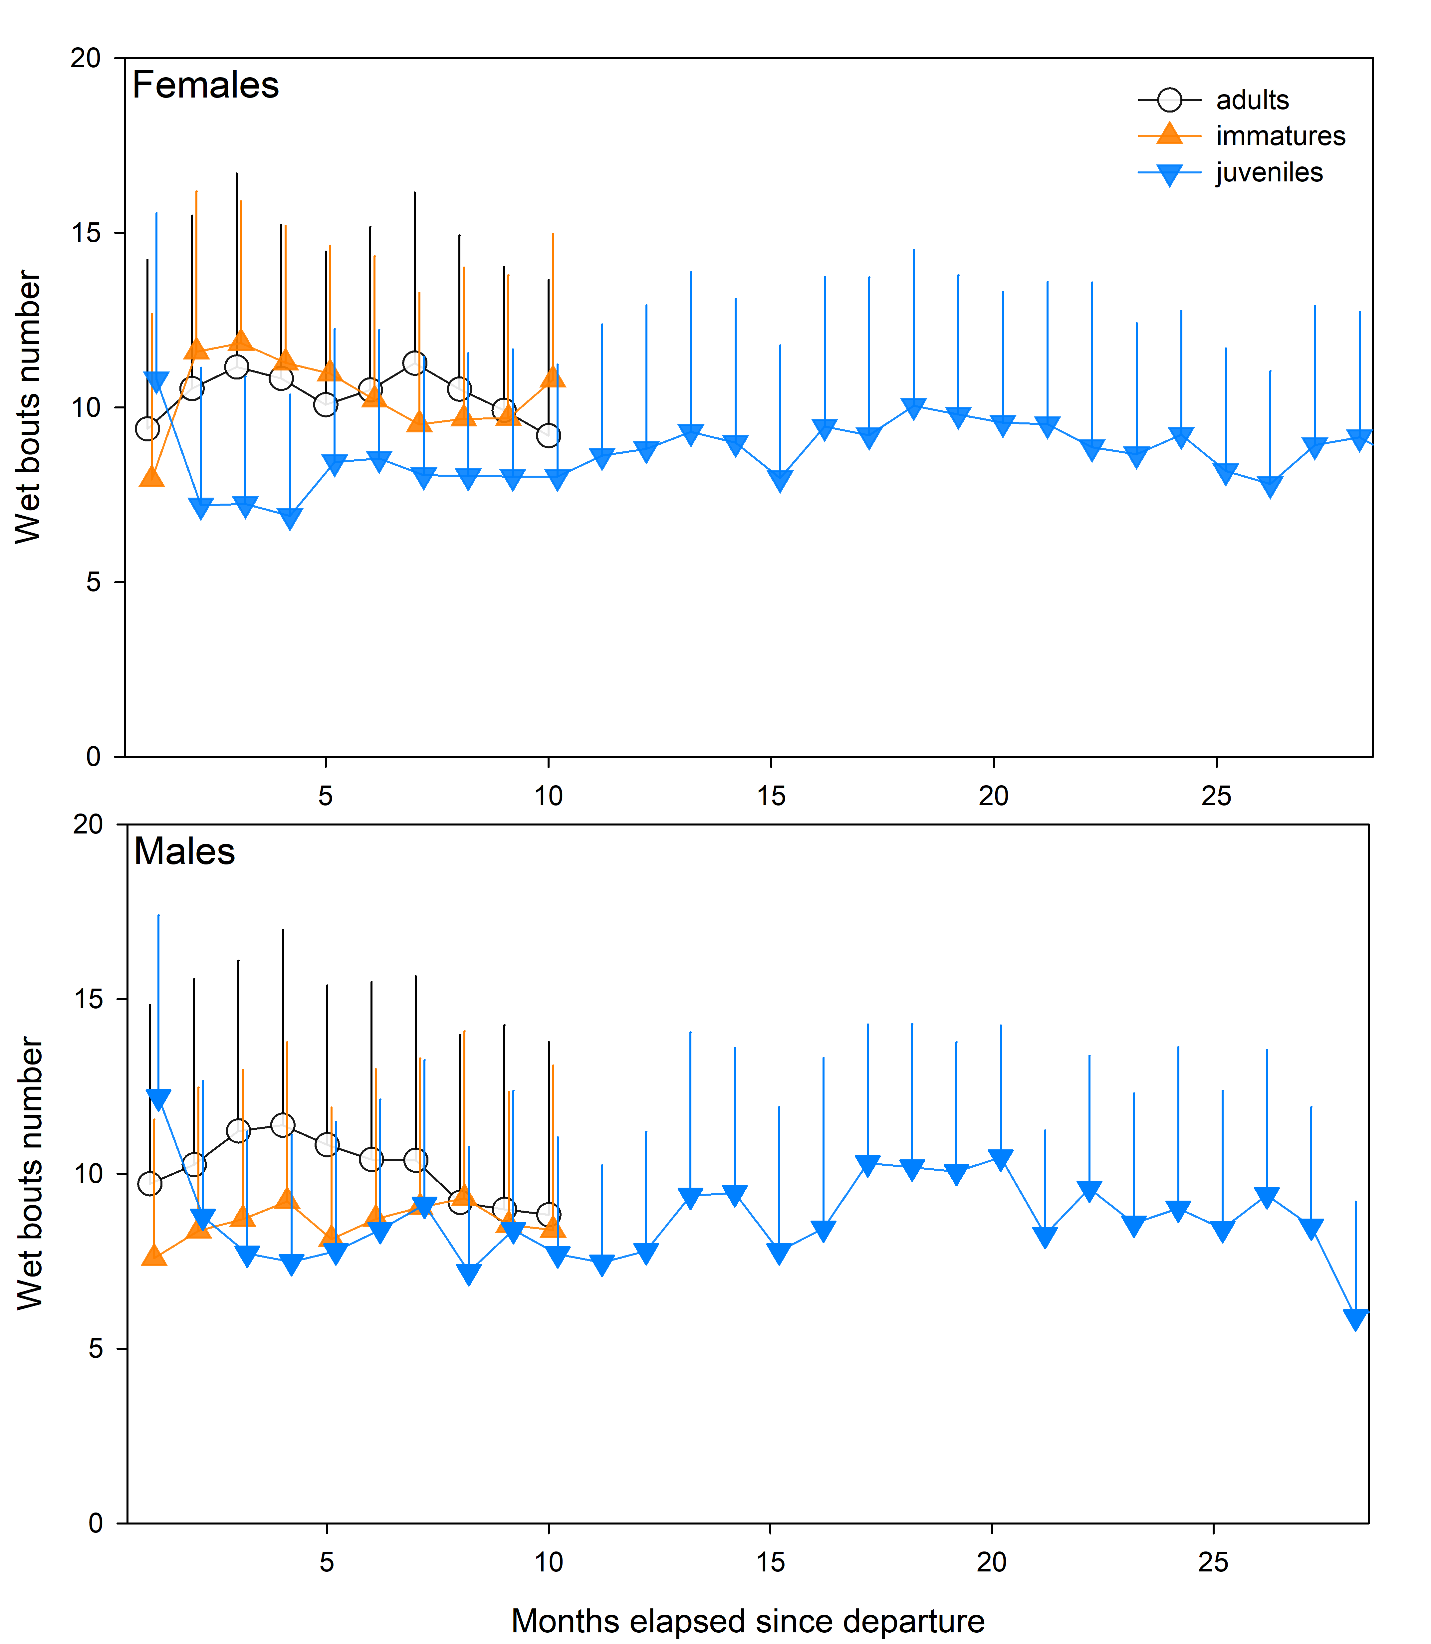 20
Females
adults
immatures
juveniles
15
10
5
0
Wet bouts number
5 10 15 20 25
20
Males
15
10
5
0
Wet bouts number
5 10 15 20 25
Months elapsed since departure